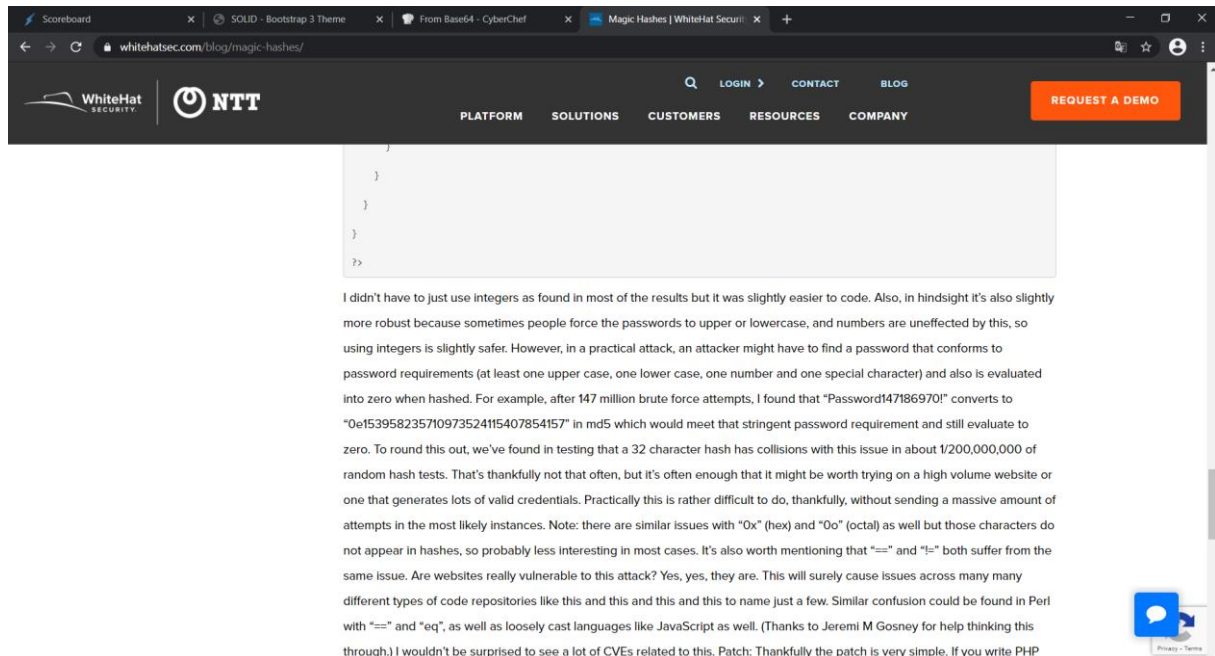 Scoreboard
SOLID - Bootstrap 3 Theme
From Base64 - CyberChef
Magic Hashes | WhiteHat Securit
whitehatsec.com/blog/magic-hashes/
WhiteHat
SECURITY.
NTT
LOGIN >
CONTACT
BLOG
PLATFORM
SOLUTIONS
CUSTOMERS
RESOURCES
COMPANY
REQUEST A DEMO
}
}
}
}
?>
I didn't have to just use integers as found in most of the results but it was slightly easier to code. Also, in hindsight it's also slightly
more robust because sometimes people force the passwords to upper or lowercase, and numbers are uneffected by this, so
using integers is slightly safer. However, in a practical attack, an attacker might have to find a password that conforms to
password requirements (at least one upper case, one lower case, one number and one special character) and also is evaluated
into zero when hashed. For example, after 147 million brute force attempts, I found that “Password147186970!” converts to
“0e153958235710973524115407854157” in md5 which would meet that stringent password requirement and still evaluate to
zero. To round this out, we've found in testing that a 32 character hash has collisions with this issue in about 1/200,000,000 of
random hash tests. That's thankfully not that often, but it's often enough that it might be worth trying on a high volume website or
one that generates lots of valid credentials. Practically this is rather difficult to do, thankfully, without sending a massive amount of
attempts in the most likely instances. Note: there are similar issues with “0x” (hex) and “0o” (octal) as well but those characters do
not appear in hashes, so probably less interesting in most cases. It's also worth mentioning that “==” and “!=” both suffer from the
same issue. Are websites really vulnerable to this attack? Yes, yes, they are. This will surely cause issues across many many
different types of code repositories like this and this and this and this to name just a few. Similar confusion could be found in Perl
with “==” and “eq”, as well as loosely cast languages like JavaScript as well. (Thanks to Jeremi M Gosney for help thinking this
through.) I wouldn't be surprised to see a lot of CVEs related to this. Patch: Thankfully the patch is very simple. If you write PHP
Privacy - Terms